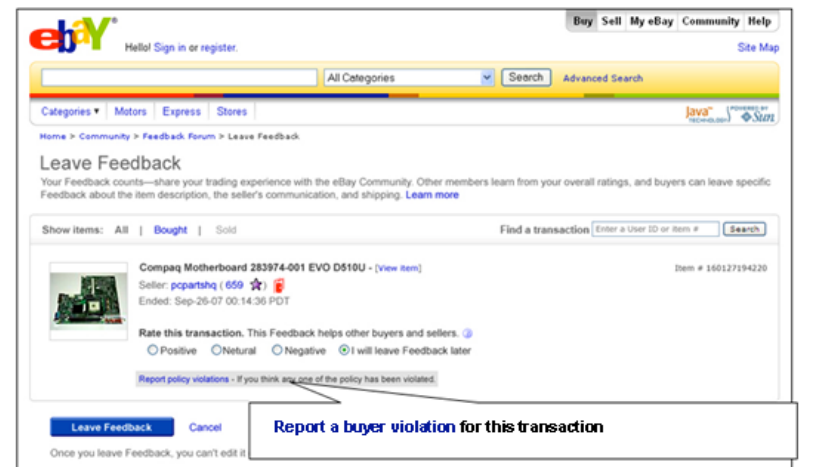 ebY
Buy Sell My eBay Community Help
Hello! Sign in or register.
Site Map
All Categories
Search
Advanced Search
Categories Motors Express Stores
Java TECHNOLOGY POWERED BY Sun
Home > Community > Feedback Forum > Leave Feedback
Leave Feedback
Your Feedback counts—share your trading experience with the eBay Community. Other members learn from your overall ratings, and buyers can leave specific
Feedback about the item description, the seller's communication, and shipping. Learn more
Show items: All | Bought | Sold
Find a transaction Enter a User ID or item # Search
Compaq Motherboard 283974-001 EVO D510U - [View item]
Item # 160127194220
Seller: pcpartshq ( 659 )
Ended: Sep-26-07 00:14:36 PDT
Rate this transaction. This Feedback helps other buyers and sellers.
Positive Netural Negative I will leave Feedback later
Report policy violations - If you think any one of the policy has been violated.
Report a buyer violation for this transaction
Leave Feedback Cancel
Once you leave Feedback, you can't edit it